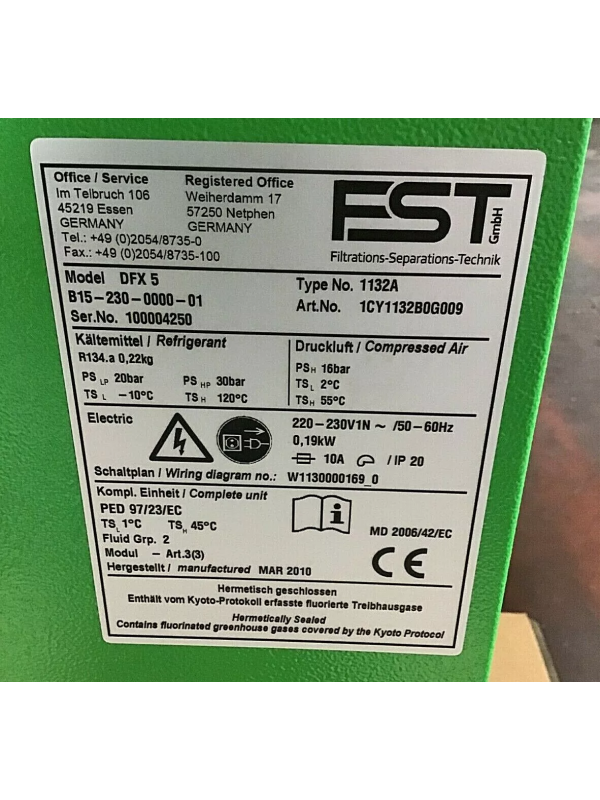 Office / Service
Im Telbruch 106
45219 Essen
GERMANY
Tel.: +49 (0)2054/8735-0
Fax.: +49 (0)2054/8735-100
Registered Office
Weiherdamm 17
57250 Netphen
GERMANY
FST GmbH
Filtrations-Separations-Technik
Model DFX 5
B15-230-0000-01
Ser.No. 100004250
Type No. 1132A
Art.No. 1CY1132B0G009
Kältemittel / Refrigerant
R134.a 0,22kg
PS LP 20bar PS HP 30bar
TS L -10°C TS H 120°C
Druckluft / Compressed Air
PS H 16bar
TS L 2°C
TS H 55°C
Electric
220-230V1N ~ /50-60Hz
0,19kW
10A / IP 20
Schaltplan / Wiring diagram no.: W1130000169_0
Kompl. Einheit / Complete unit
PED 97/23/EC
TS L 1°C TS H 45°C
Fluid Grp. 2
Modul - Art.3(3)
Hergestellt / manufactured MAR 2010
i
MD 2006/42/EC
CE
Hermetisch geschlossen
Enthält vom Kyoto-Protokoll erfasste fluorierte Treibhausgase
Hermetically Sealed
Contains fluorinated greenhouse gases covered by the Kyoto Protocol